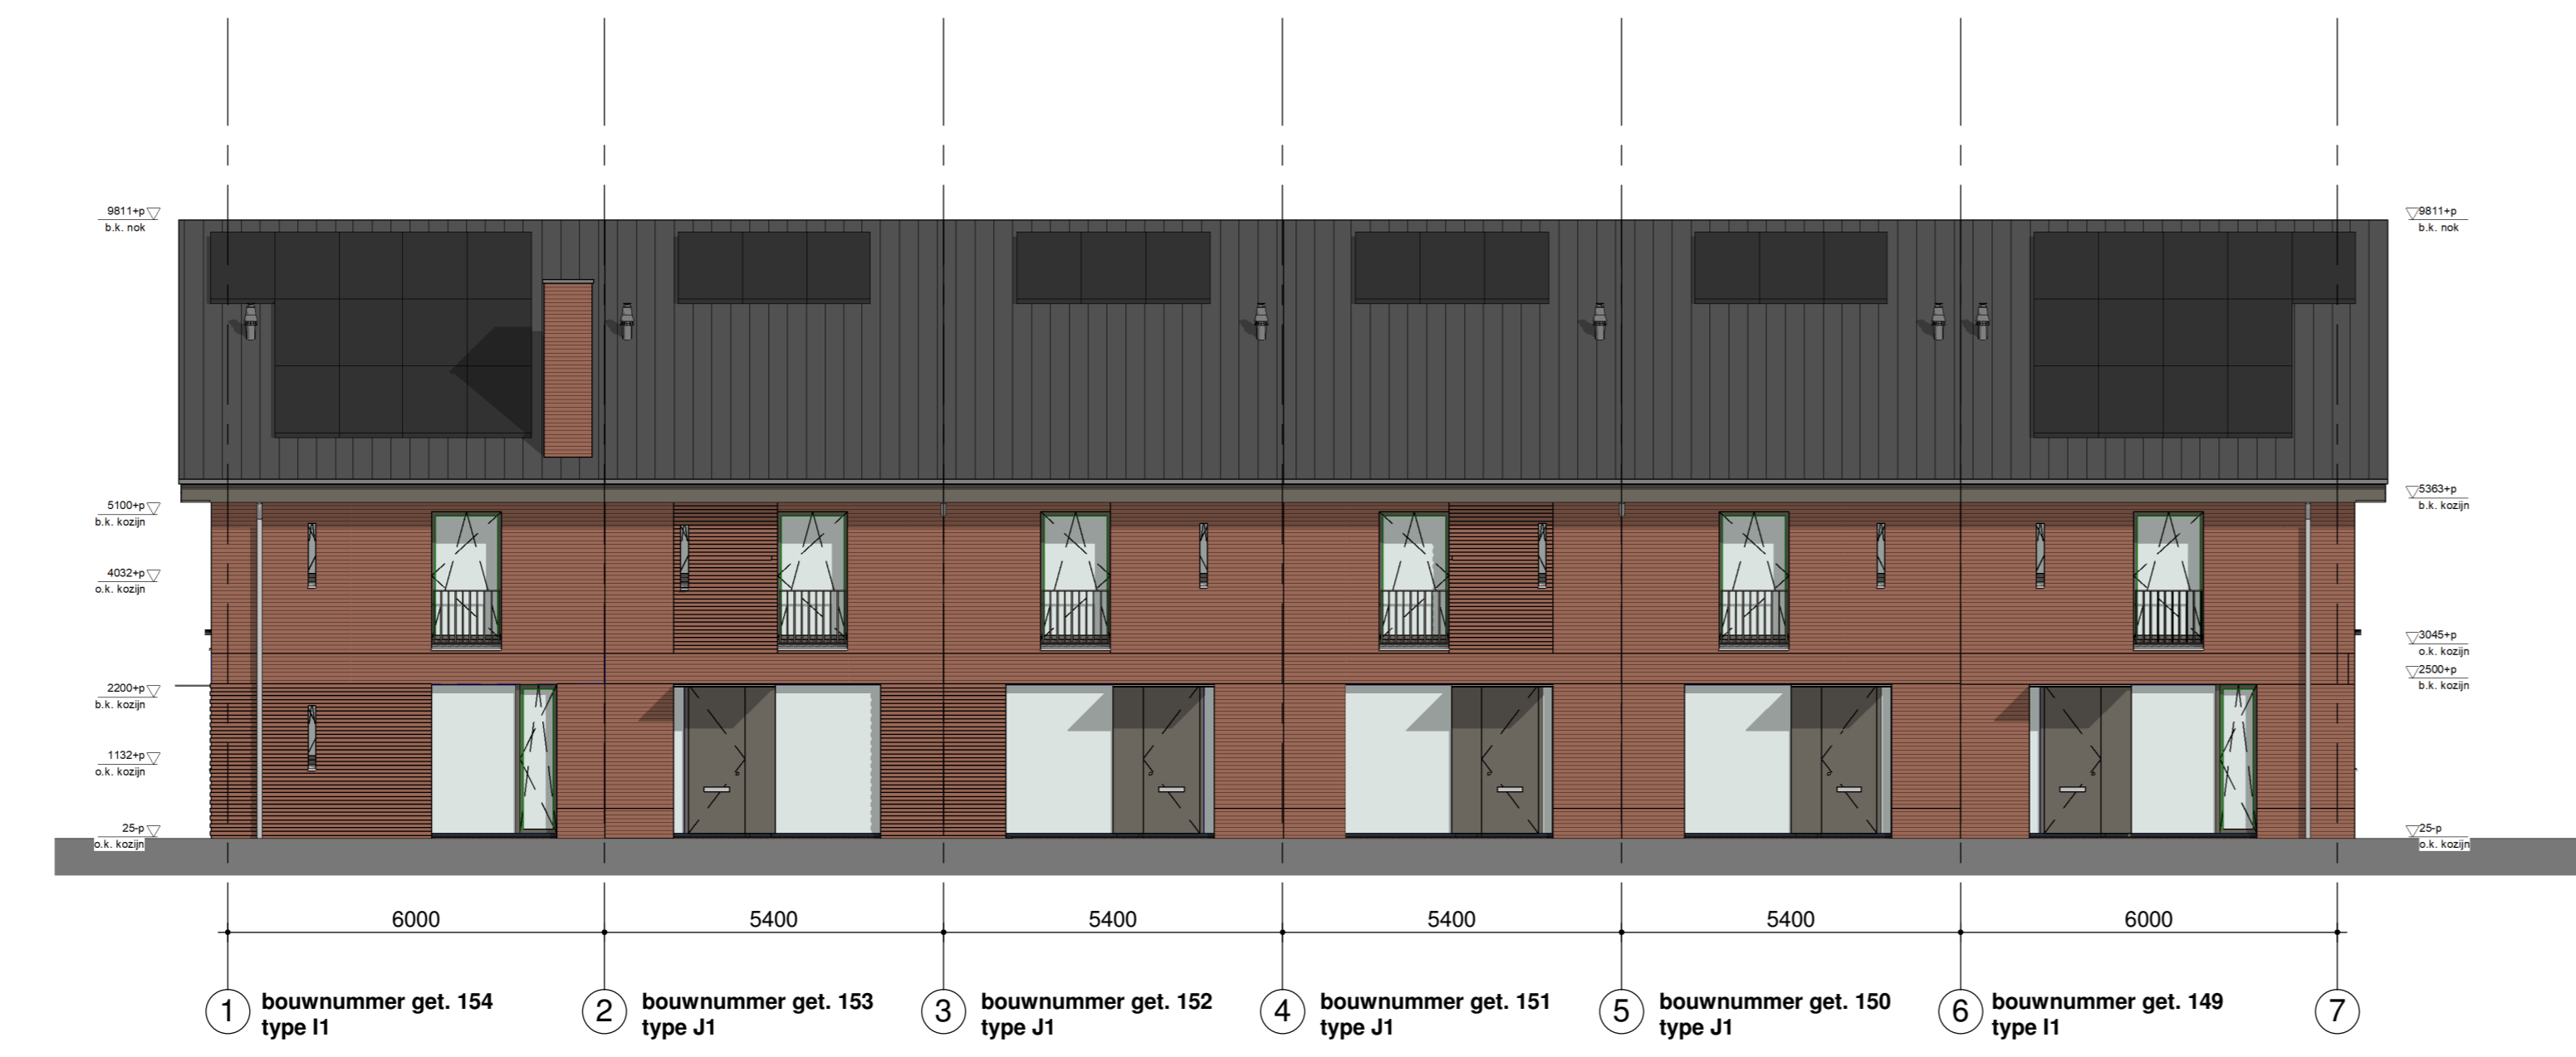 9811+p
b.k. nok
9811+p
b.k. nok
5100+p
b.k. kozijn
5363+p
b.k. kozijn
4032+p
o.k. kozijn
3045+p
o.k. kozijn
2500+p
b.k. kozijn
2200+p
b.k. kozijn
1132+p
o.k. kozijn
25-p
o.k. kozijn
25-p
o.k. kozijn
6000 5400 5400 5400 5400 6000
1 bouwnummer get. 154
type I1
2 bouwnummer get. 153
type J1
3 bouwnummer get. 152
type J1
4 bouwnummer get. 151
type J1
5 bouwnummer get. 150
type J1
6 bouwnummer get. 149
type I1
7